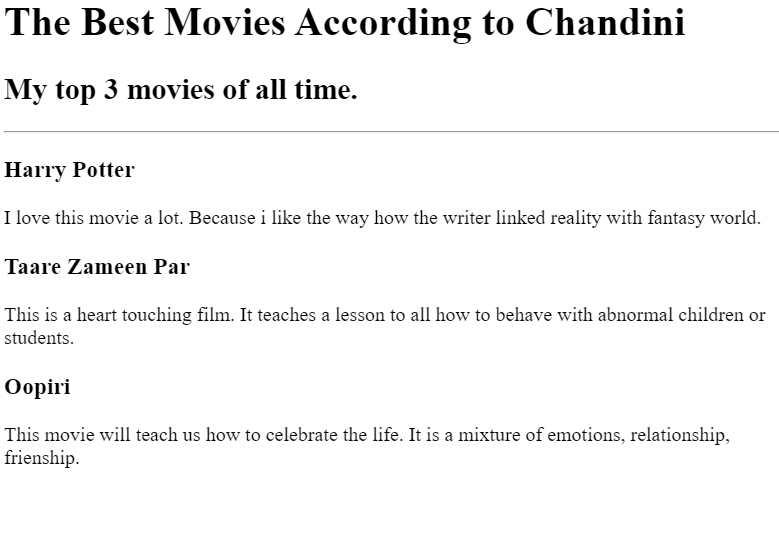 The Best Movies According to Chandini
My top 3 movies of all time.
Harry Potter
I love this movie a lot. Because i like the way how the writer linked reality with fantasy world.
Taare Zameen Par
This is a heart touching film. It teaches a lesson to all how to behave with abnormal children or
students.
Oopiri
This movie will teach us how to celebrate the life. It is a mixture of emotions, relationship,
frienship.